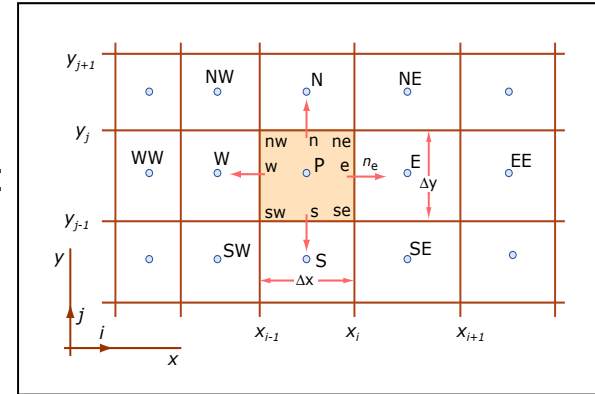 y_{j+1}
NW N NE
y_j
nw n ne
WW W w P e n_e E EE
Δy
sw s se
y_{j-1}
y SW S SE
Δx
j
i
x_{i-1} x_i x_{i+1}
x